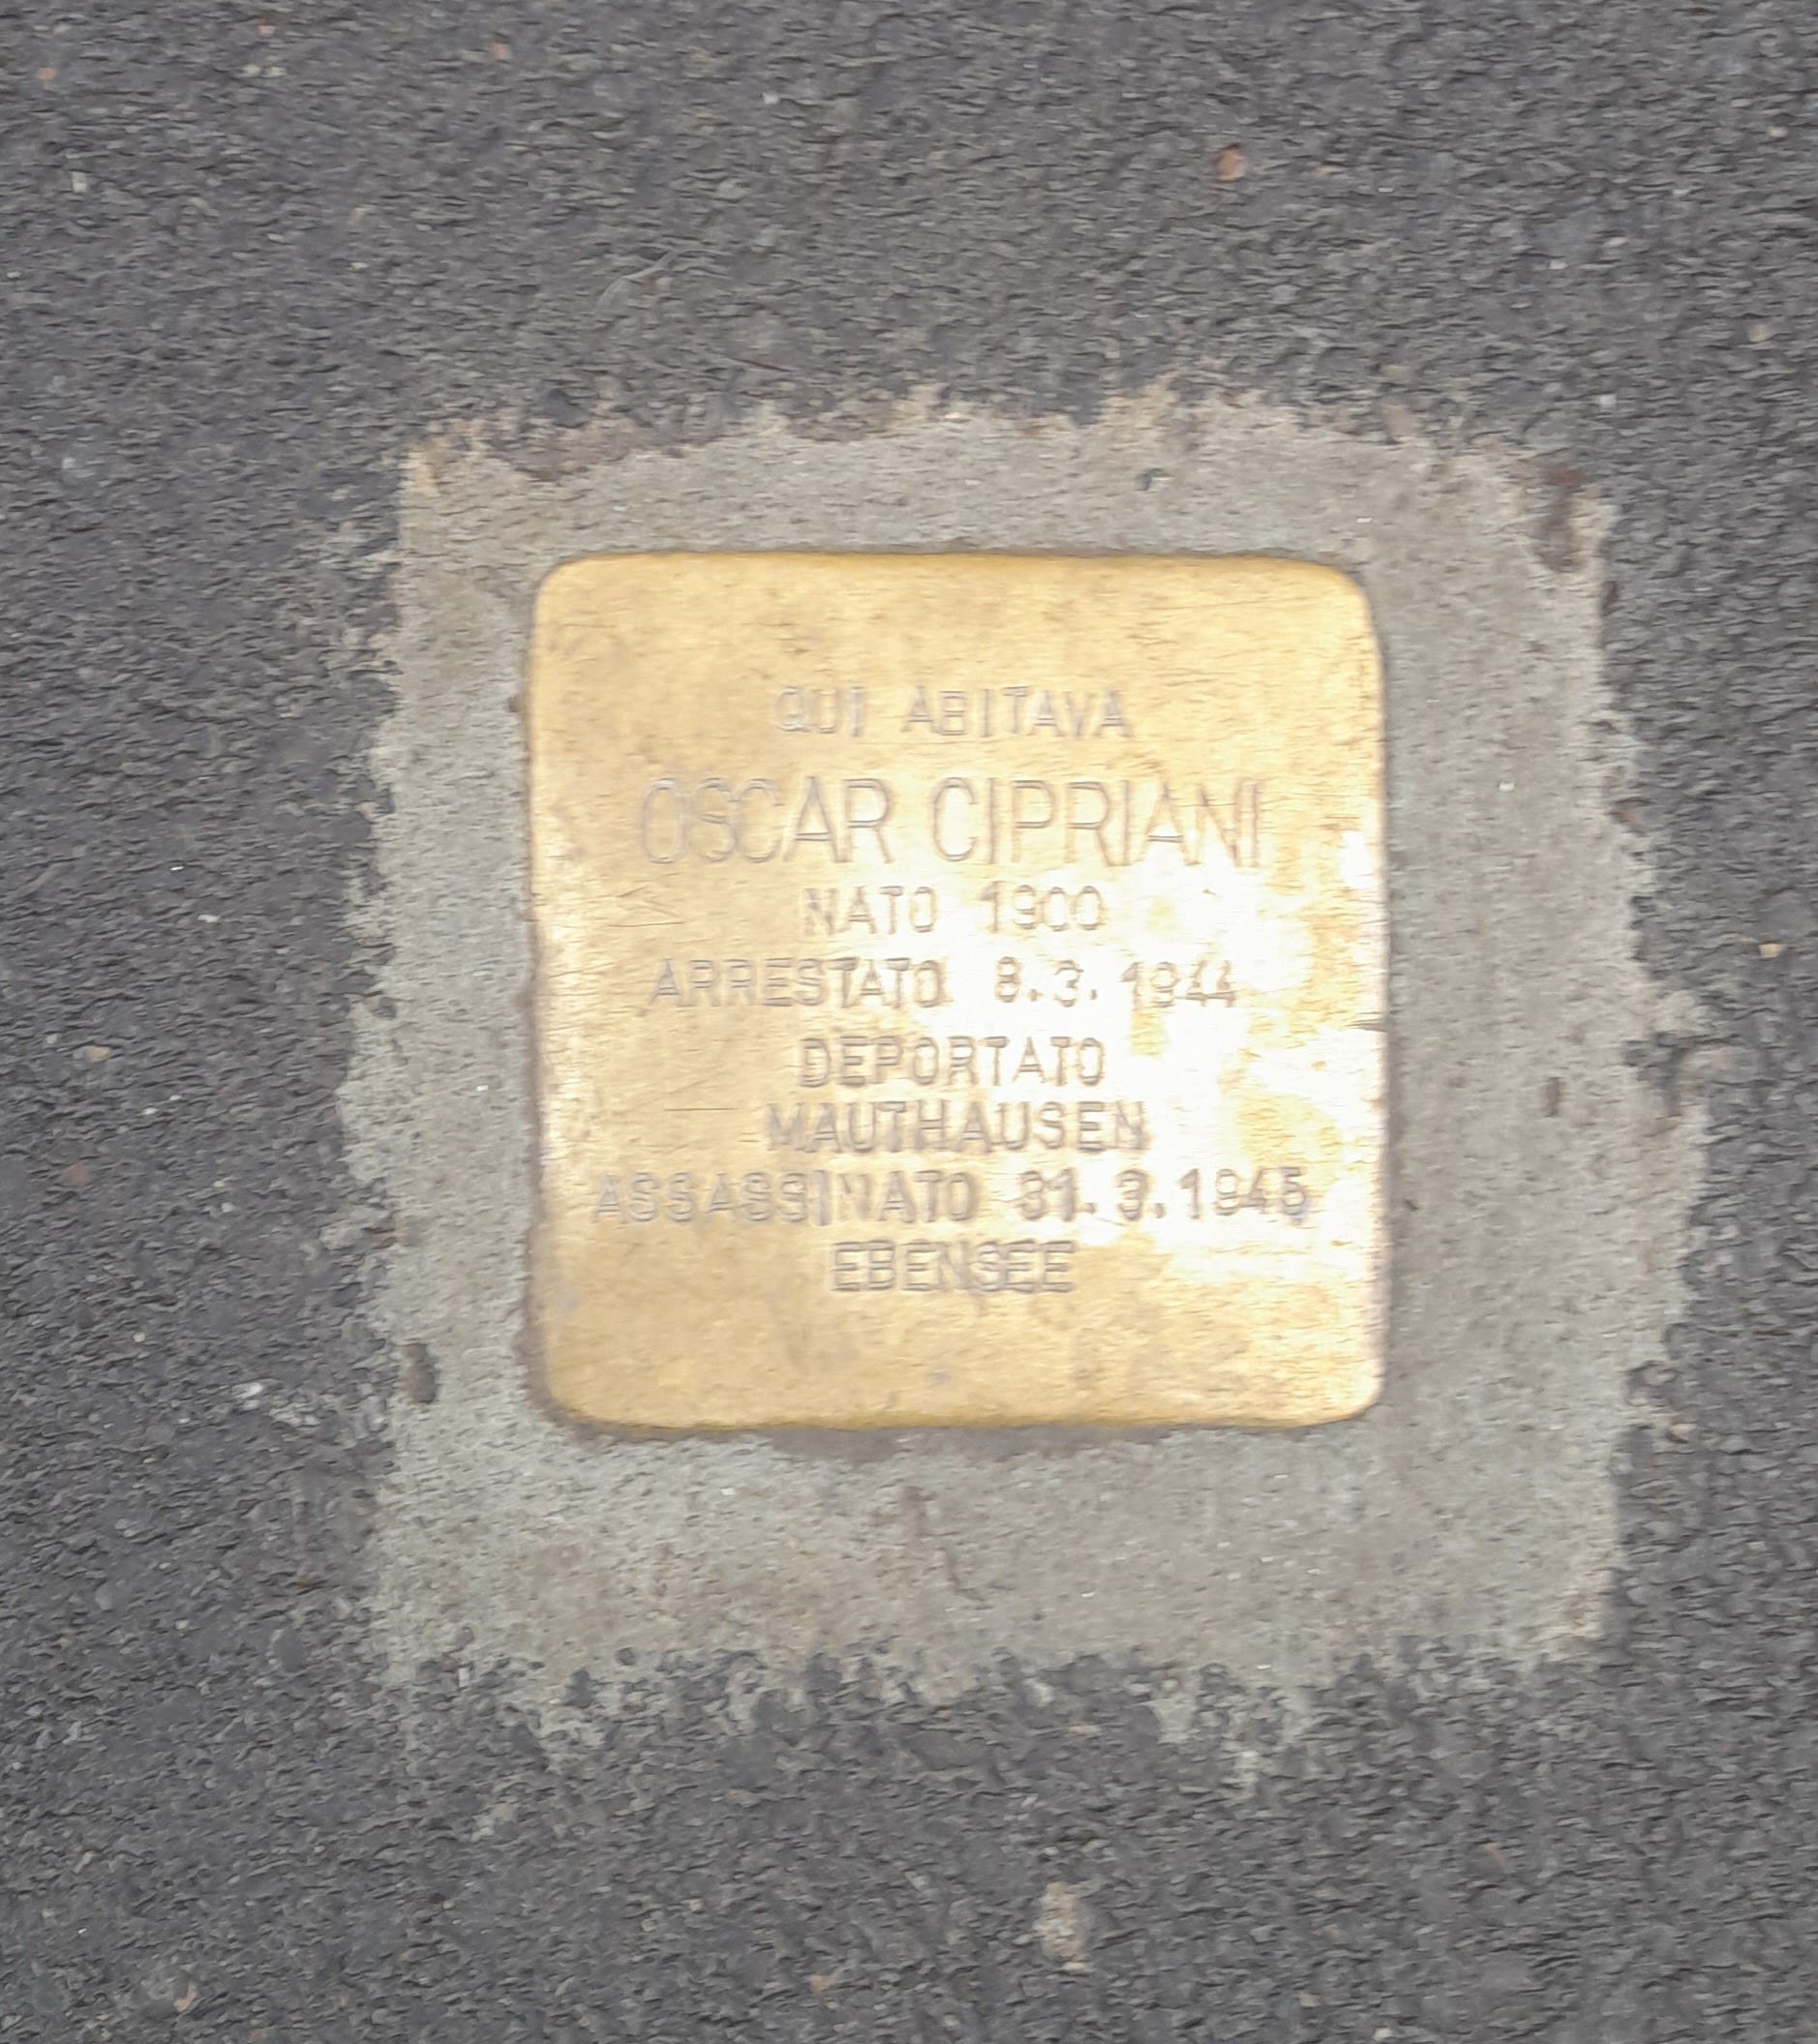 QUI ABITAVA
OSCAR CIPRIANI
NATO 1900
ARRESTATO 8.3.1944
DEPORTATO
MAUTHAUSEN
ASSASSINATO 31.3.1945
EBENSEE